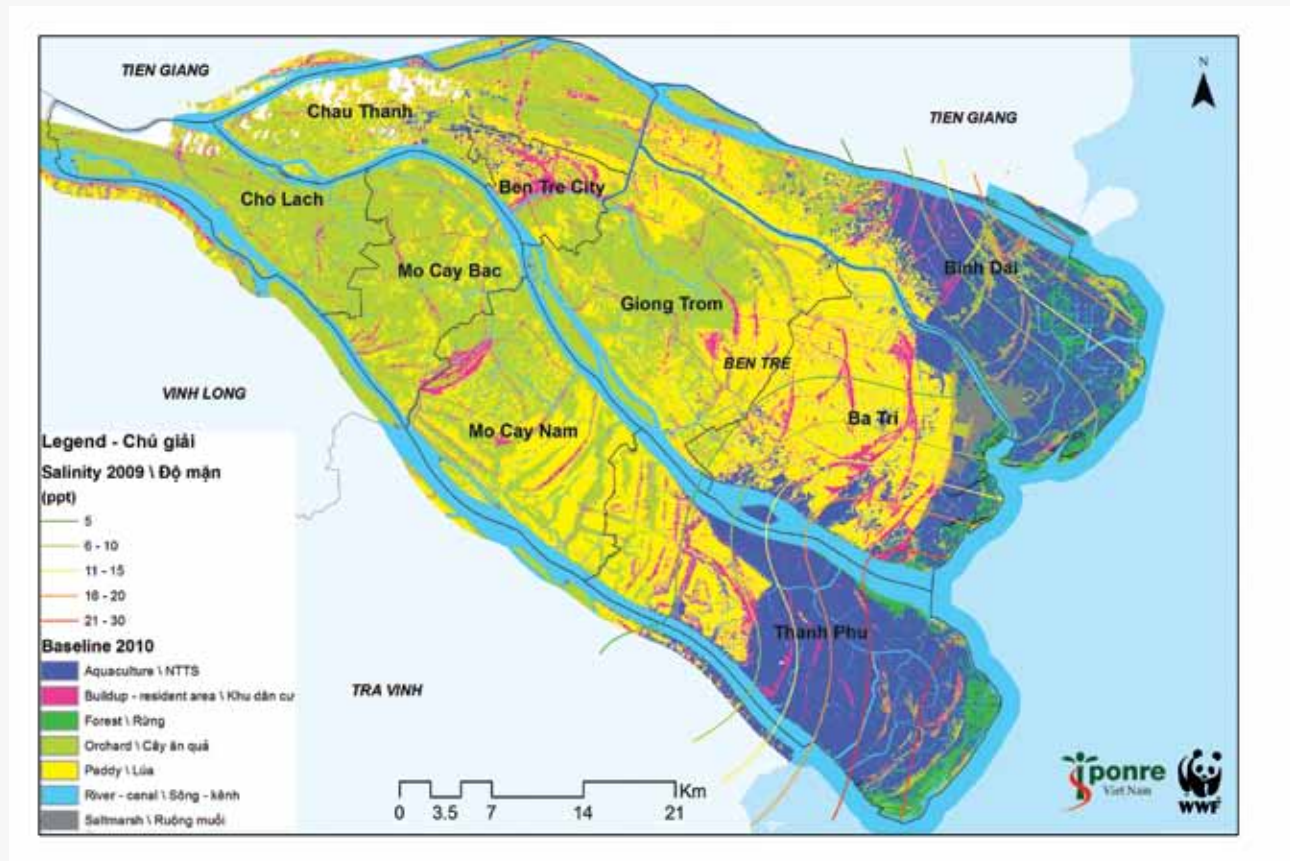 TIEN GIANG
N
TIEN GIANG
Chau Thanh
Ben Tre City
Cho Lach
Mo Cay Bac
Binh Dai
Giong Trom
BEN TRE
VINH LONG
Ba Tri
Mo Cay Nam
Thanh Phu
TRA VINH
Legend - Chú giải
Salinity 2009 \ Độ mặn
(ppt)
5
6 - 10
11 - 15
16 - 20
21 - 30
Baseline 2010
Aquaculture \ NTTS
Buildup - resident area \ Khu dân cư
Forest \ Rừng
Orchard \ Cây ăn quả
Paddy \ Lúa
River - canal \ Sông - kênh
Saltmarsh \ Ruộng muối
Km
0 3.5 7 14 21
iponre
Viet Nam
WWF